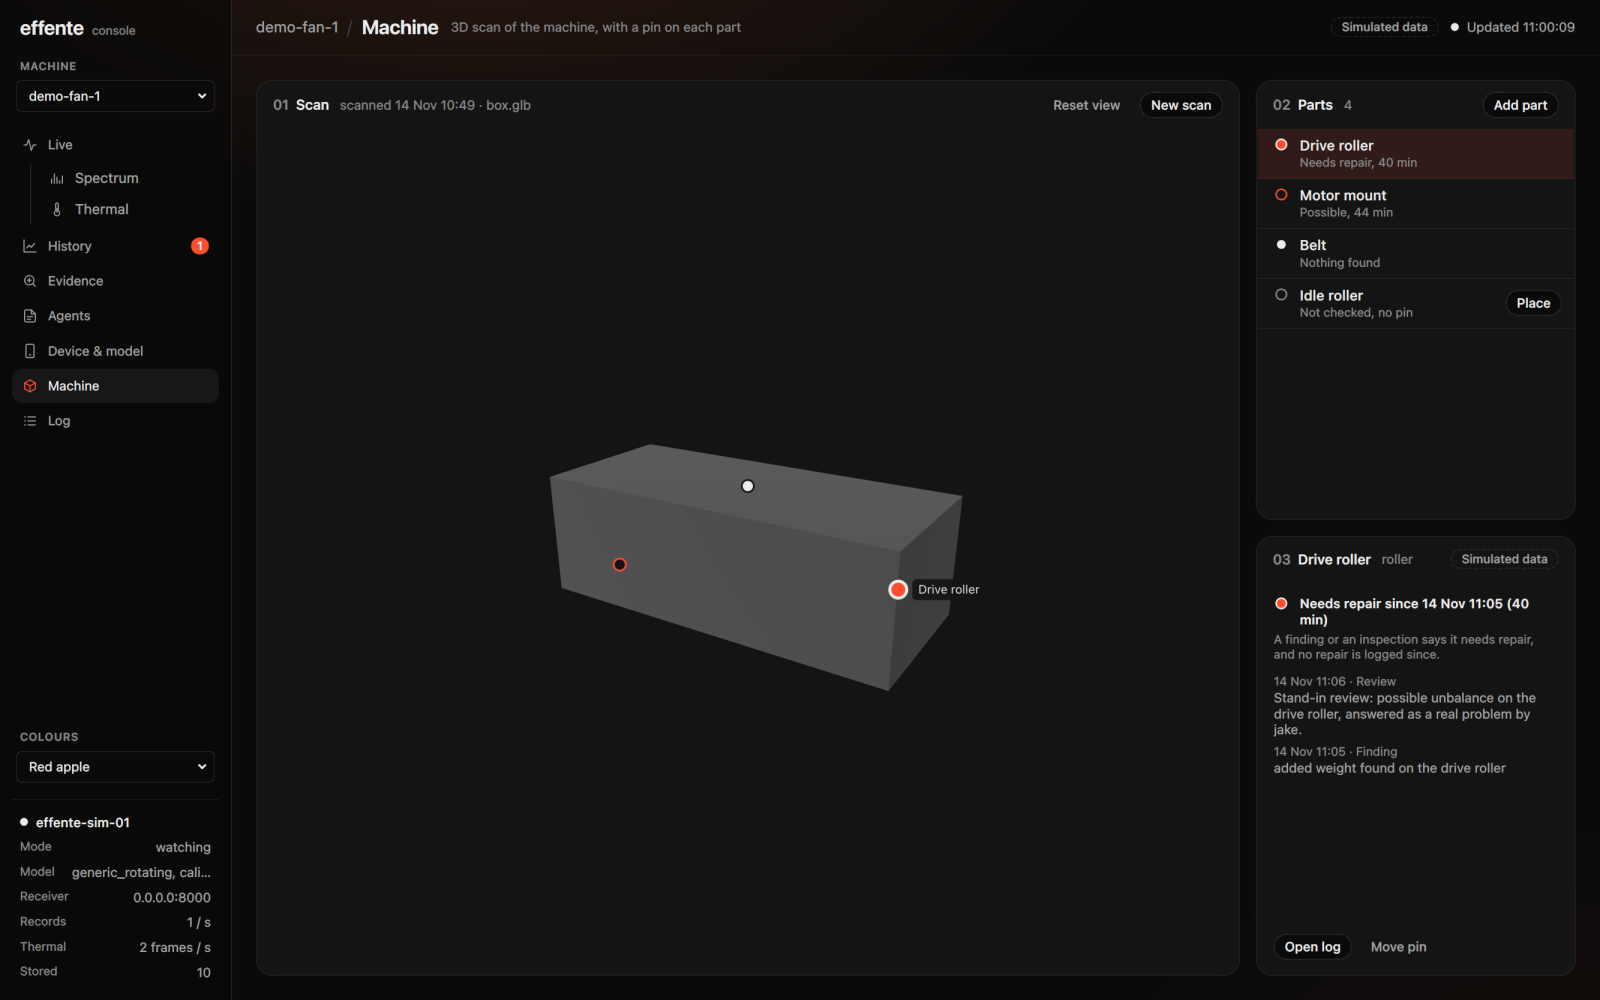 effente console
MACHINE
demo-fan-1
Live
Spectrum
Thermal
History 1
Evidence
Agents
Device & model
Machine
Log
COLOURS
Red apple
effente-sim-01
Mode watching
Model generic_rotating, cali...
Receiver 0.0.0.0:8000
Records 1 / s
Thermal 2 frames / s
Stored 10
demo-fan-1 / Machine 3D scan of the machine, with a pin on each part
Simulated data Updated 11:00:09
01 Scan scanned 14 Nov 10:49 · box.glb
Reset view New scan
Drive roller
02 Parts 4 Add part
Drive roller
Needs repair, 40 min
Motor mount
Possible, 44 min
Belt
Nothing found
Idle roller
Not checked, no pin
Place
03 Drive roller roller Simulated data
Needs repair since 14 Nov 11:05 (40
min)
A finding or an inspection says it needs repair,
and no repair is logged since.
14 Nov 11:06 · Review
Stand-in review: possible unbalance on the
drive roller, answered as a real problem by
jake.
14 Nov 11:05 · Finding
added weight found on the drive roller
Open log Move pin